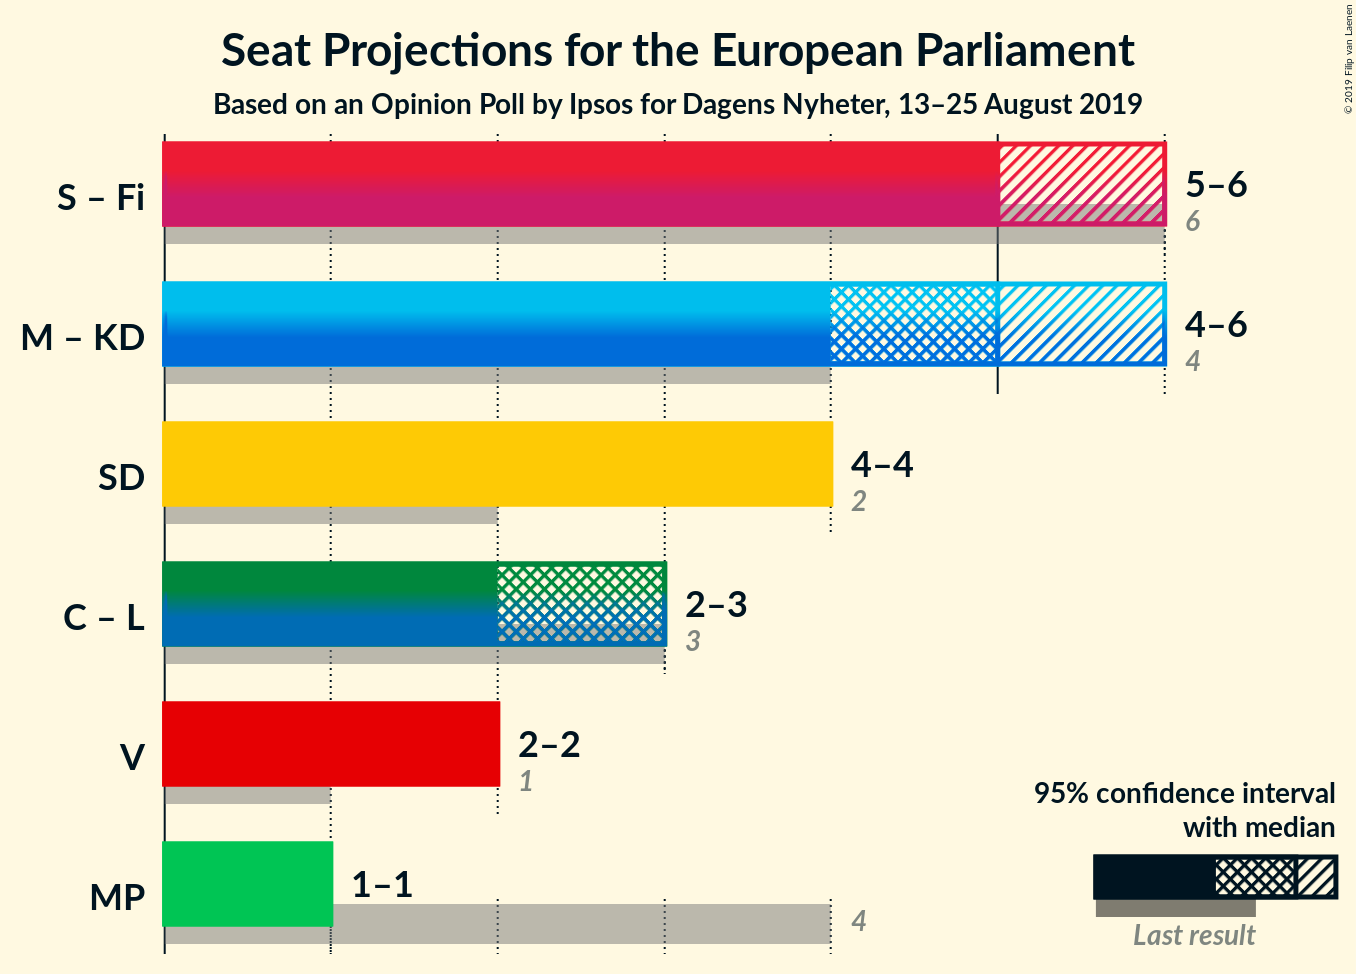 Seat Projections for the European Parliament
Based on an Opinion Poll by Ipsos for Dagens Nyheter, 13–25 August 2019
© 2019 Filip van Laenen
S – Fi
5–6
6
M – KD
4–6
4
SD
4–4
2
C – L
2–3
3
V
2–2
1
MP
1–1
4
95% confidence interval
with median
Last result